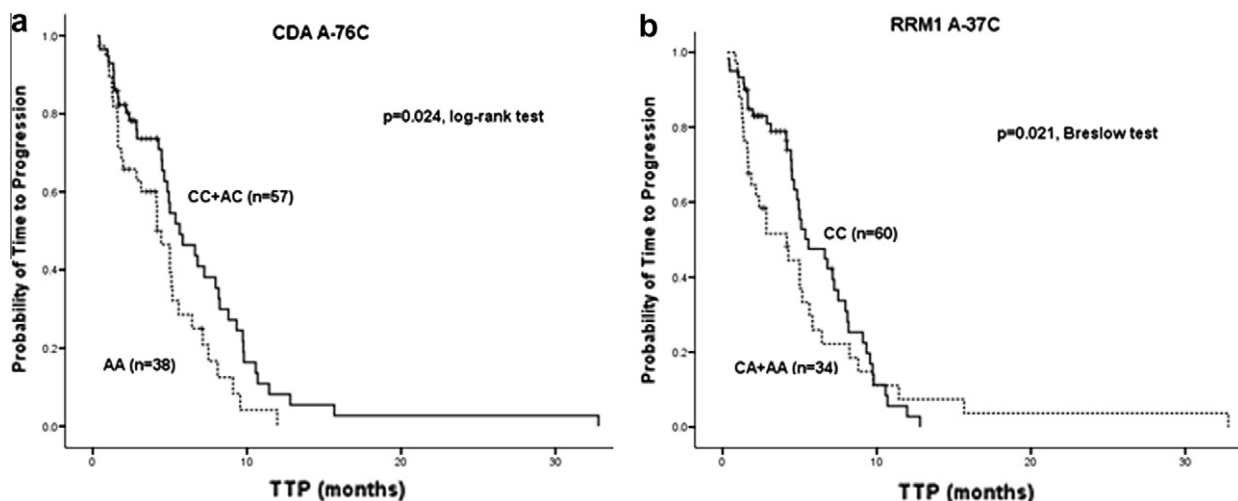 a
CDA A-76C
p=0.024, log-rank test
CC+AC (n=57)
AA (n=38)
Probability of Time to Progression
1.0
0.8
0.6
0.4
0.2
0.0
0
10
20
30
TTP (months)
b
RRM1 A-37C
p=0.021, Breslow test
CC (n=60)
CA+AA (n=34)
Probability of Time to Progression
1.0
0.8
0.6
0.4
0.2
0.0
0
10
20
30
TTP (months)